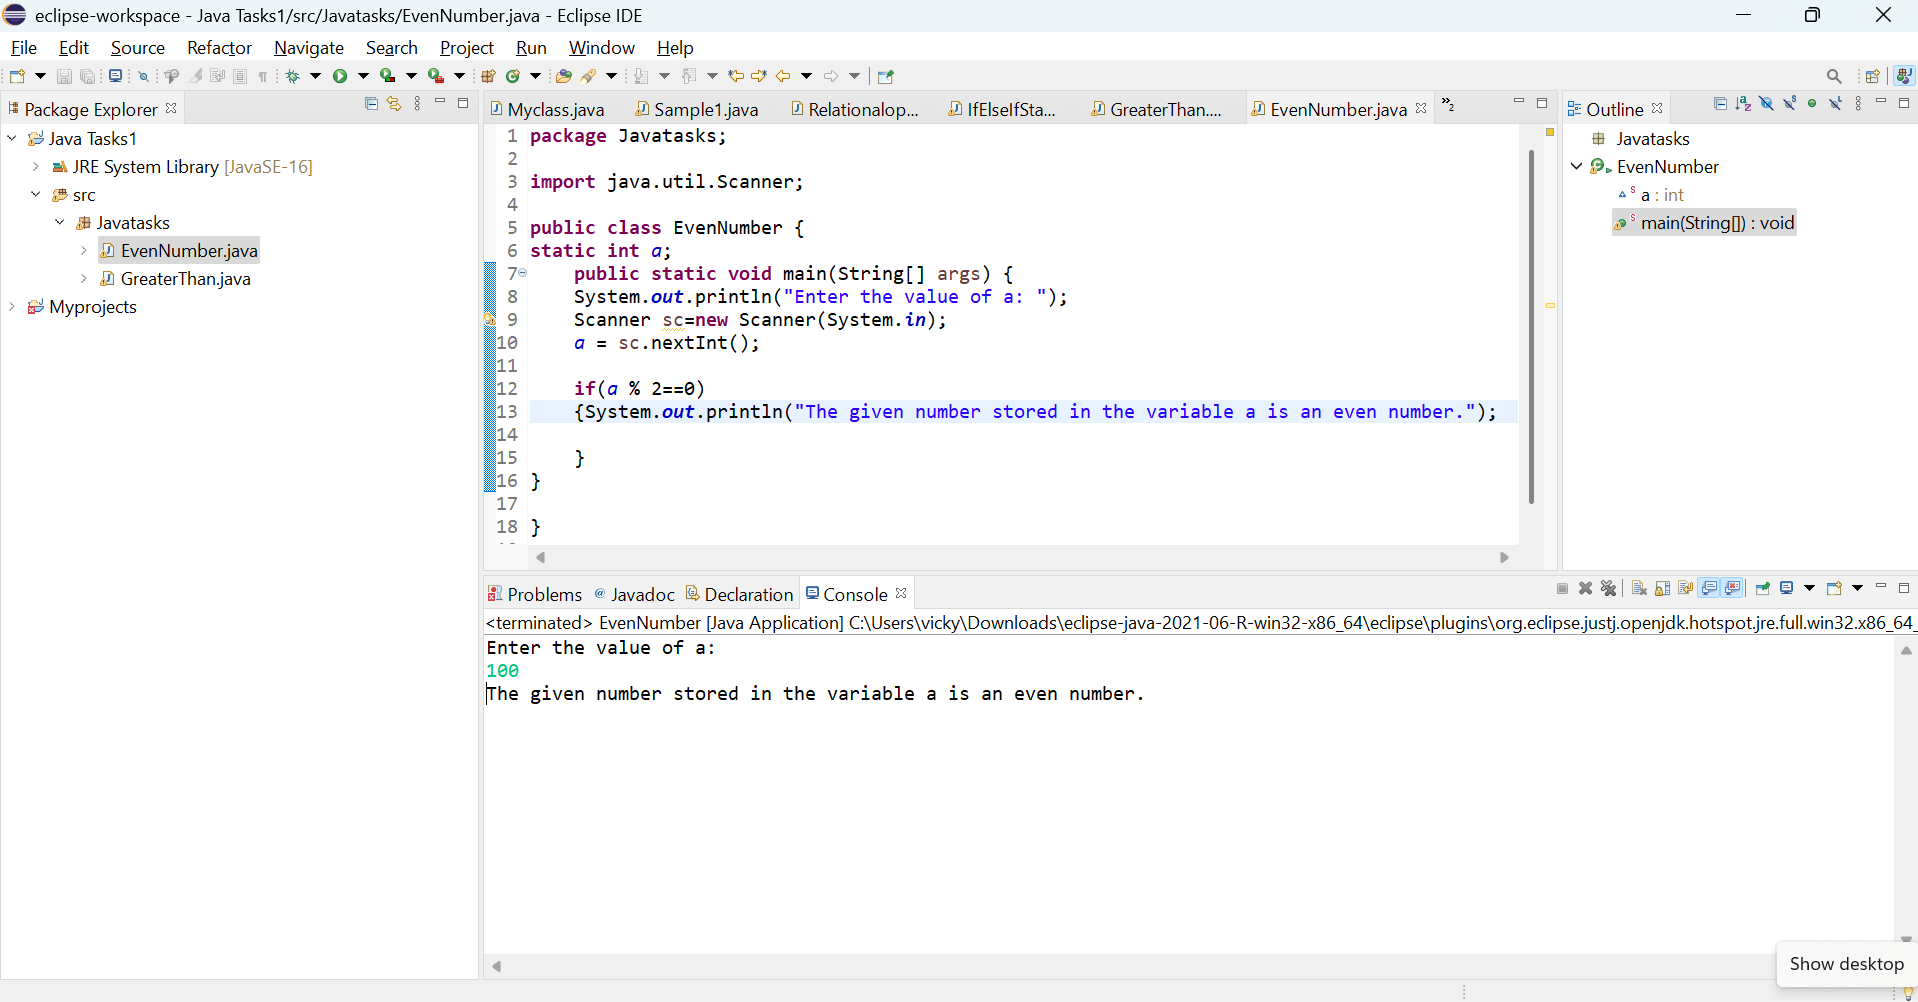 eclipse-workspace - Java Tasks1/src/Javatasks/EvenNumber.java - Eclipse IDE
File Edit Source Refactor Navigate Search Project Run Window Help
Package Explorer
Java Tasks1
JRE System Library [JavaSE-16]
src
Javatasks
EvenNumber.java
GreaterThan.java
Myprojects
Myclass.java Sample1.java Relationalop... IfElseIfSta... GreaterThan.... EvenNumber.java »2
1 package Javatasks;
2
3 import java.util.Scanner;
4
5 public class EvenNumber {
6 static int a;
7 public static void main(String[] args) {
8 System.out.println("Enter the value of a: ");
9 Scanner sc=new Scanner(System.in);
10 a = sc.nextInt();
11
12 if(a % 2==0)
13 {System.out.println("The given number stored in the variable a is an even number.");
14
15 }
16 }
17
18 }
Outline
Javatasks
EvenNumber
a : int
main(String[]) : void
Problems @ Javadoc Declaration Console
<terminated> EvenNumber [Java Application] C:\Users\vicky\Downloads\eclipse-java-2021-06-R-win32-x86_64\eclipse\plugins\org.eclipse.justj.openjdk.hotspot.jre.full.win32.x86_64_
Enter the value of a:
100
The given number stored in the variable a is an even number.
Show desktop